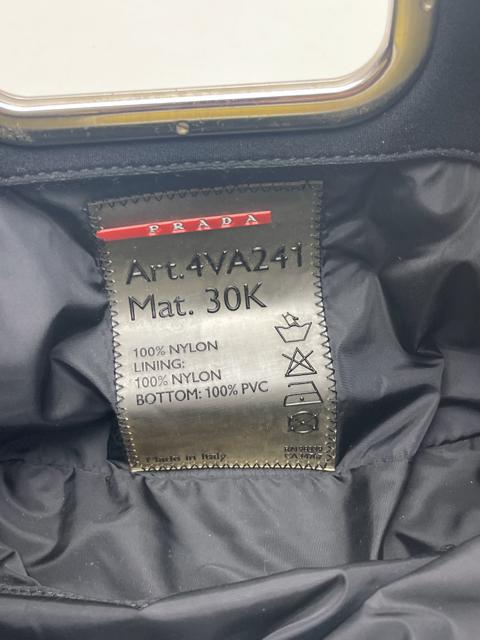 PRADA
Art.4VA241
Mat. 30K
100% NYLON
LINING:
100% NYLON
BOTTOM: 100% PVC
Made in Italy